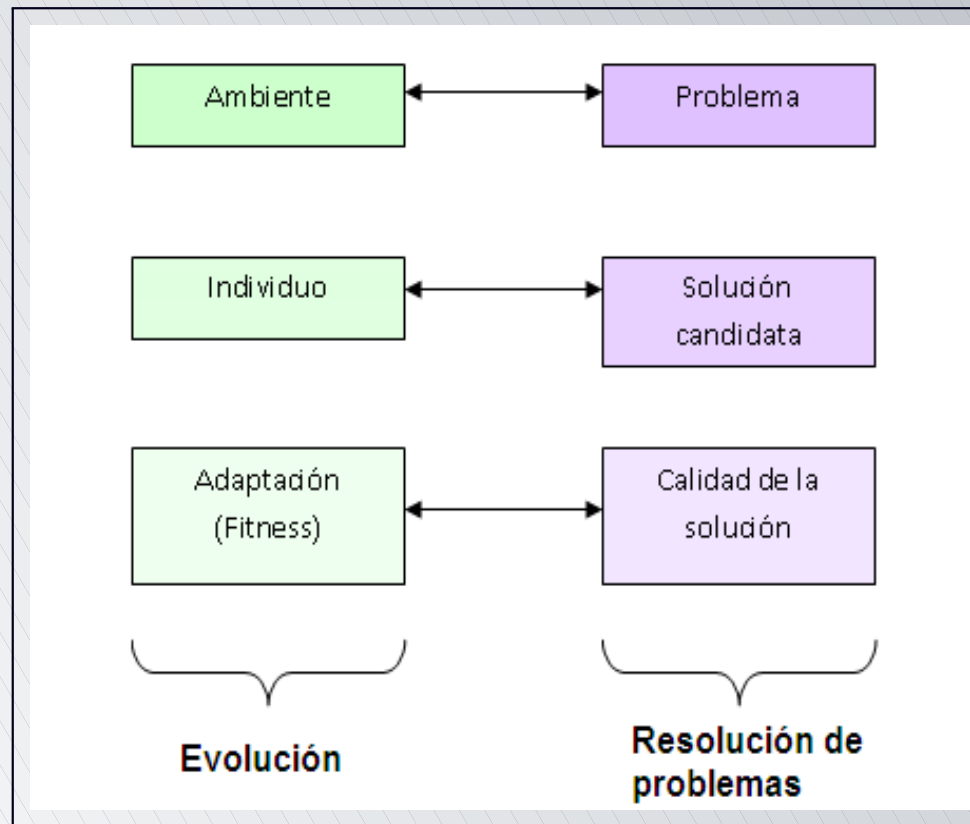 Ambiente
Problema
Individuo
Solución
candidata
Adaptación
(Fitness)
Calidad de la
solución
Evolución
Resolución de
problemas